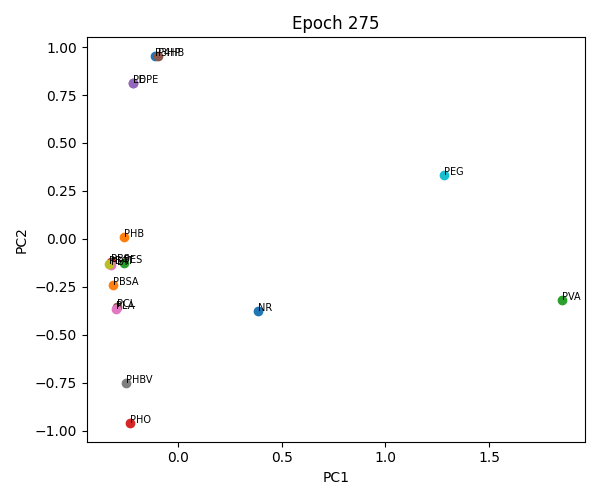 Epoch 275
1.00
0.75
0.50
0.25
0.00
−0.25
−0.50
−0.75
−1.00
PC2
P4HB
LDPE
PEG
PHB
PES
PBSA
PCL
PLA
NR
PVA
PHBV
PHO
0.0
0.5
1.0
1.5
PC1